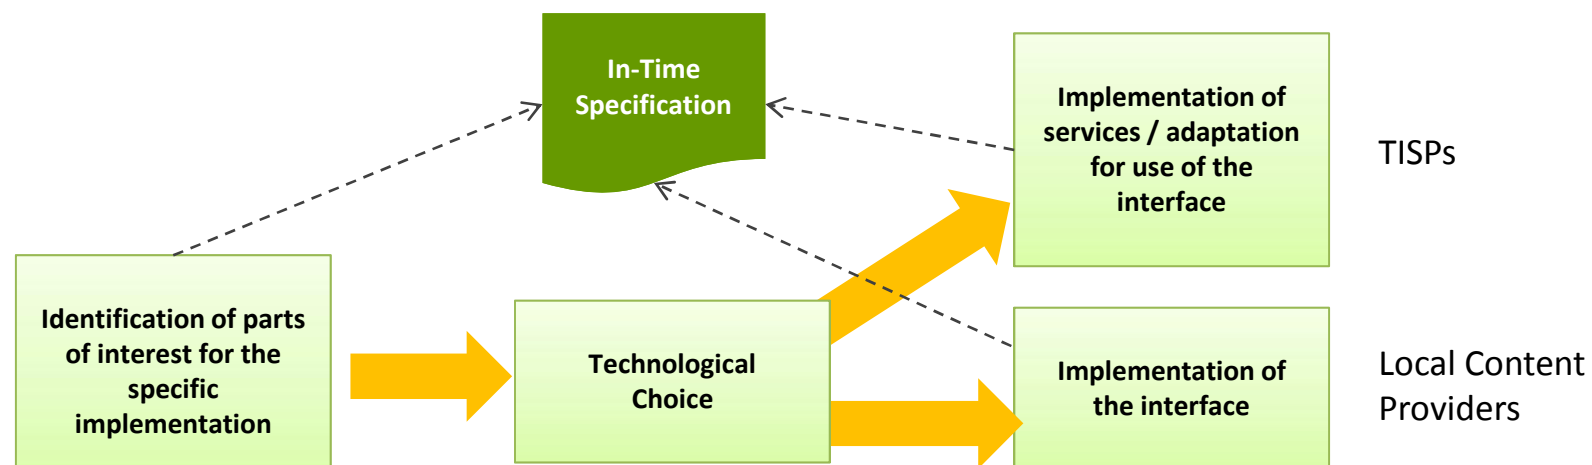 In-Time
Specification
Implementation of
services / adaptation
for use of the
interface
TISPs
Identification of parts
of interest for the
specific
implementation
Technological
Choice
Implementation of
the interface
Local Content
Providers